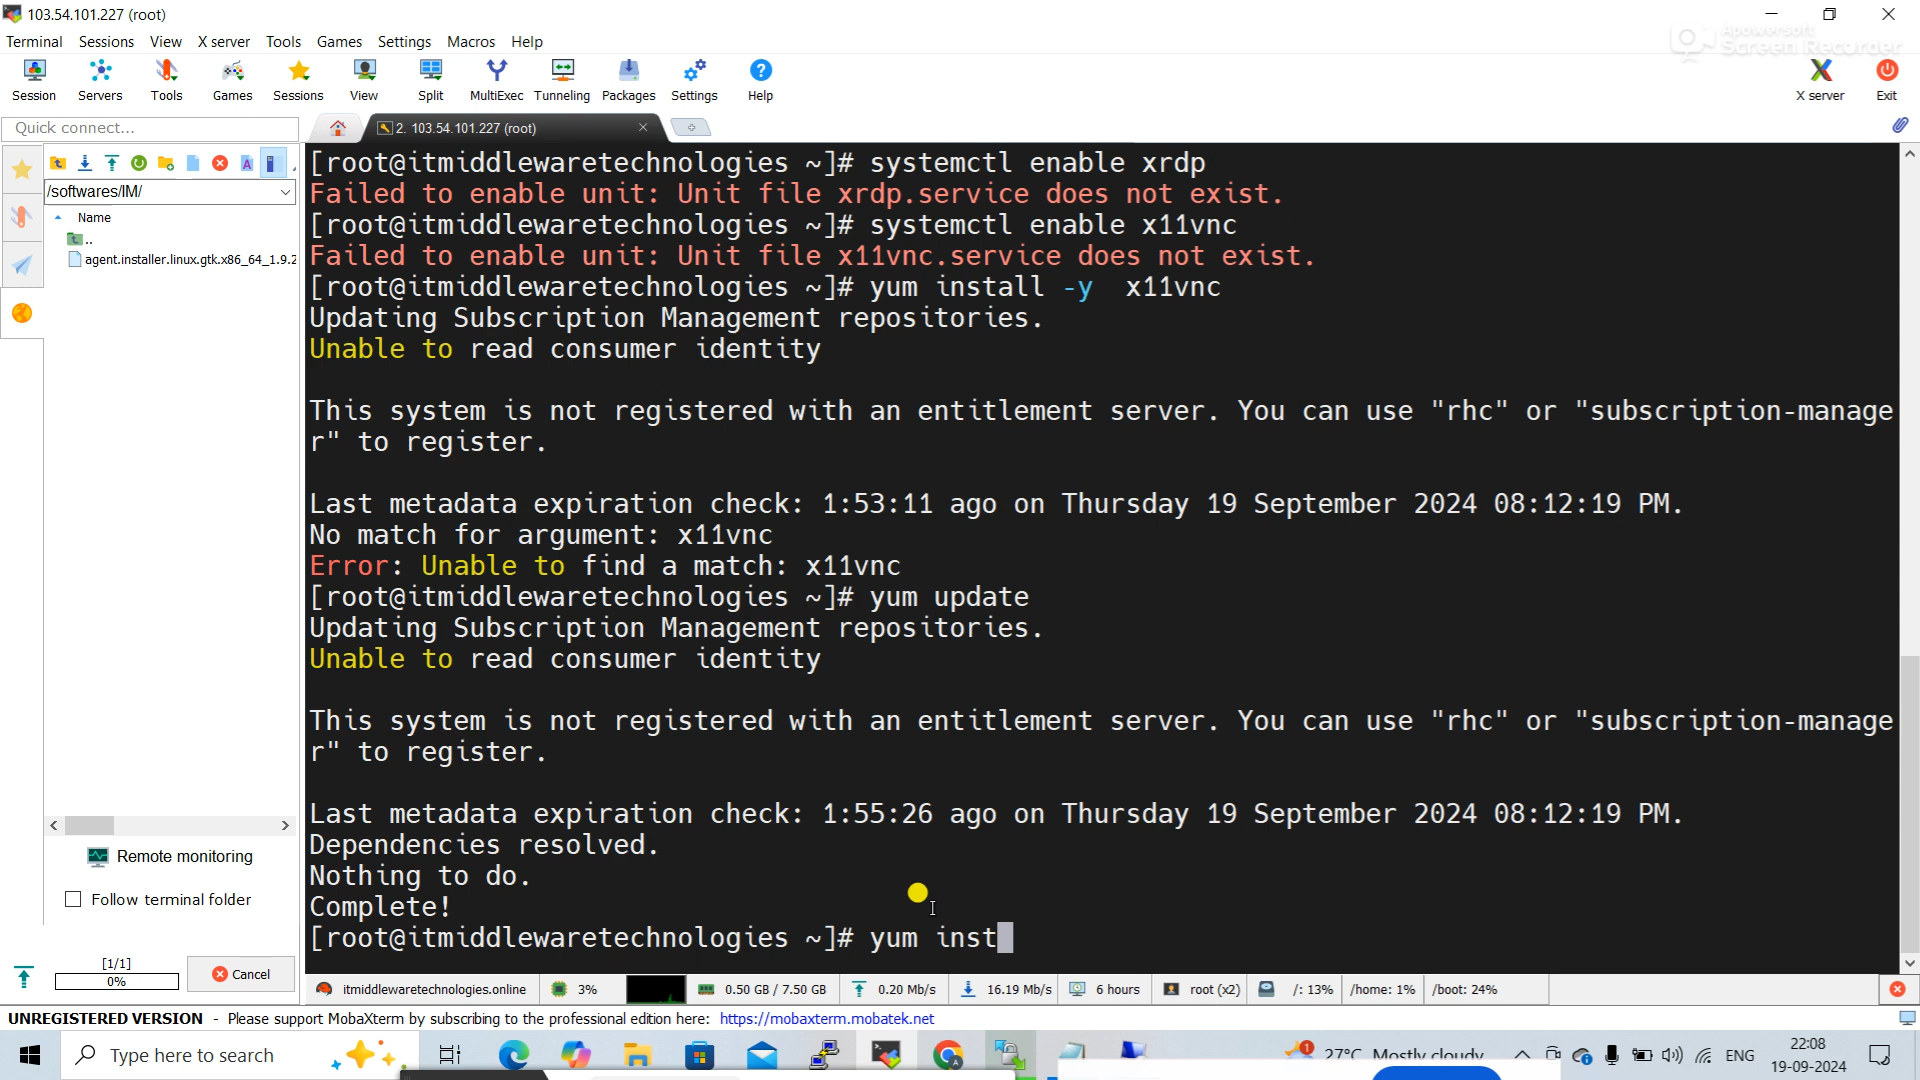 103.54.101.227 (root)
Apowersoft
Screen Recorder
Terminal Sessions View X server Tools Games Settings Macros Help
Session Servers Tools Games Sessions View Split MultiExec Tunneling Packages Settings Help X server Exit
Quick connect...
2. 103.54.101.227 (root)
/softwares/IM/
Name
..
agent.installer.linux.gtk.x86_64_1.9.2
[root@itmiddlewaretechnologies ~]# systemctl enable xrdp
Failed to enable unit: Unit file xrdp.service does not exist.
[root@itmiddlewaretechnologies ~]# systemctl enable x11vnc
Failed to enable unit: Unit file x11vnc.service does not exist.
[root@itmiddlewaretechnologies ~]# yum install -y  x11vnc
Updating Subscription Management repositories.
Unable to read consumer identity
This system is not registered with an entitlement server. You can use "rhc" or "subscription-manage
r" to register.
Last metadata expiration check: 1:53:11 ago on Thursday 19 September 2024 08:12:19 PM.
No match for argument: x11vnc
Error: Unable to find a match: x11vnc
[root@itmiddlewaretechnologies ~]# yum update
Updating Subscription Management repositories.
Unable to read consumer identity
This system is not registered with an entitlement server. You can use "rhc" or "subscription-manage
r" to register.
Last metadata expiration check: 1:55:26 ago on Thursday 19 September 2024 08:12:19 PM.
Dependencies resolved.
Nothing to do.
Complete!
[root@itmiddlewaretechnologies ~]# yum inst
Remote monitoring
Follow terminal folder
[1/1]
0%
Cancel
itmiddlewaretechnologies.online 3% 0.50 GB / 7.50 GB 0.20 Mb/s 16.19 Mb/s 6 hours root (x2) /: 13% /home: 1% /boot: 24%
UNREGISTERED VERSION - Please support MobaXterm by subscribing to the professional edition here: https://mobaxterm.mobatek.net
Type here to search
1
27°C Mostly cloudy
ENG
22:08
19-09-2024